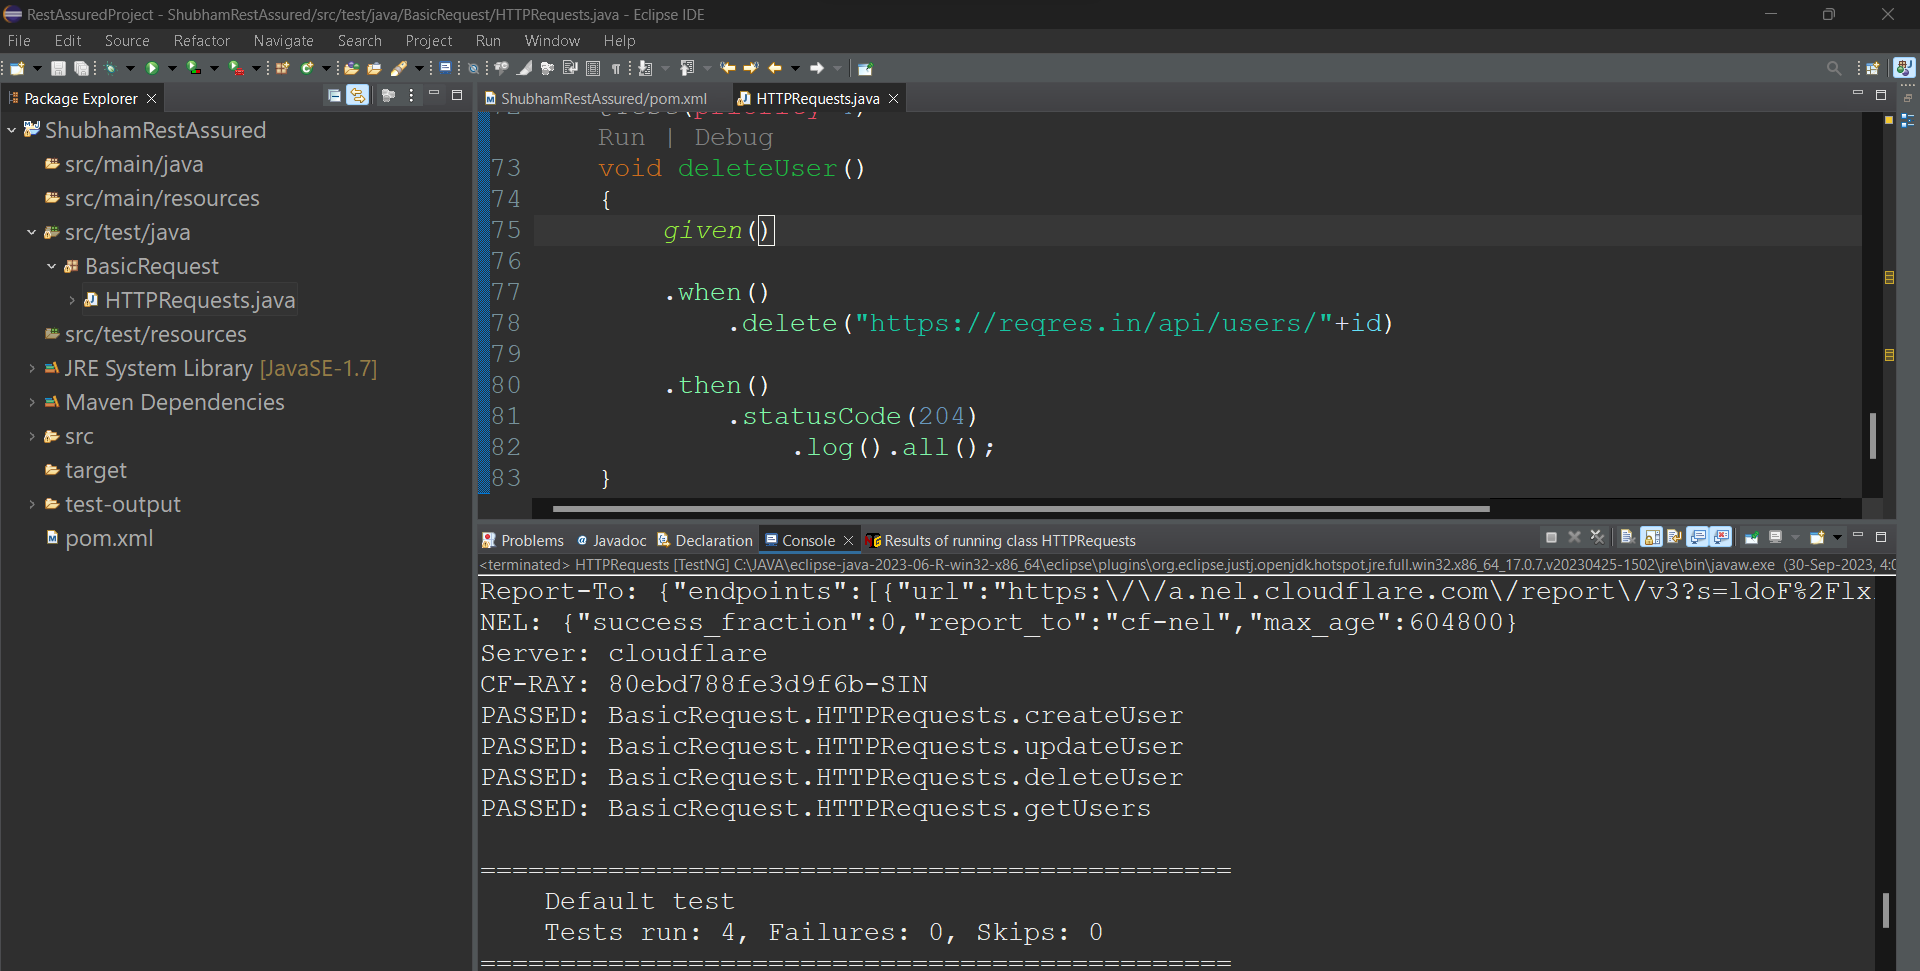 RestAssuredProject - ShubhamRestAssured/src/test/java/BasicRequest/HTTPRequests.java - Eclipse IDE
File Edit Source Refactor Navigate Search Project Run Window Help
Package Explorer
ShubhamRestAssured
src/main/java
src/main/resources
src/test/java
BasicRequest
HTTPRequests.java
src/test/resources
JRE System Library [JavaSE-1.7]
Maven Dependencies
src
target
test-output
pom.xml
ShubhamRestAssured/pom.xml HTTPRequests.java
Run | Debug
73 void deleteUser()
74 {
75 given()
76
77 .when()
78 .delete("https://reqres.in/api/users/"+id)
79
80 .then()
81 .statusCode(204)
82 .log().all();
83 }
Problems Javadoc Declaration Console Results of running class HTTPRequests
<terminated> HTTPRequests [TestNG] C:\JAVA\eclipse-java-2023-06-R-win32-x86_64\eclipse\plugins\org.eclipse.justj.openjdk.hotspot.jre.full.win32.x86_64_17.0.7.v20230425-1502\jre\bin\javaw.exe (30-Sep-2023, 4:0
Report-To: {"endpoints":[{"url":"https:\/\/a.nel.cloudflare.com\/report\/v3?s=ldoF%2Flx
NEL: {"success_fraction":0,"report_to":"cf-nel","max_age":604800}
Server: cloudflare
CF-RAY: 80ebd788fe3d9f6b-SIN
PASSED: BasicRequest.HTTPRequests.createUser
PASSED: BasicRequest.HTTPRequests.updateUser
PASSED: BasicRequest.HTTPRequests.deleteUser
PASSED: BasicRequest.HTTPRequests.getUsers
===============================================
Default test
Tests run: 4, Failures: 0, Skips: 0
===============================================